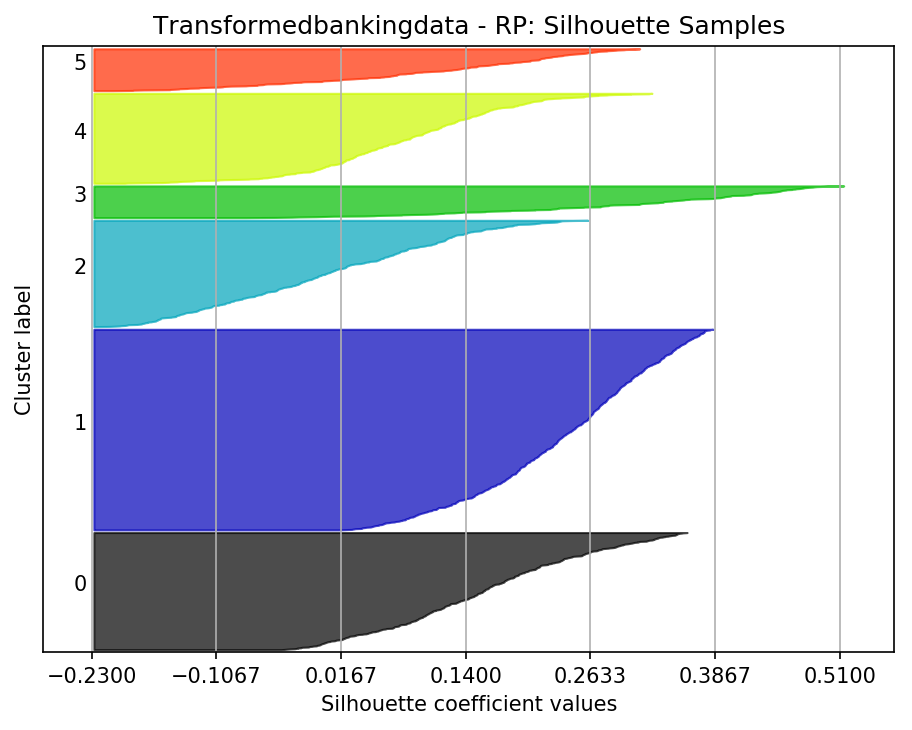 Transformedbankingdata - RP: Silhouette Samples
5
4
3
2
1
0
Cluster label
−0.2300 −0.1067 0.0167 0.1400 0.2633 0.3867 0.5100
Silhouette coefficient values